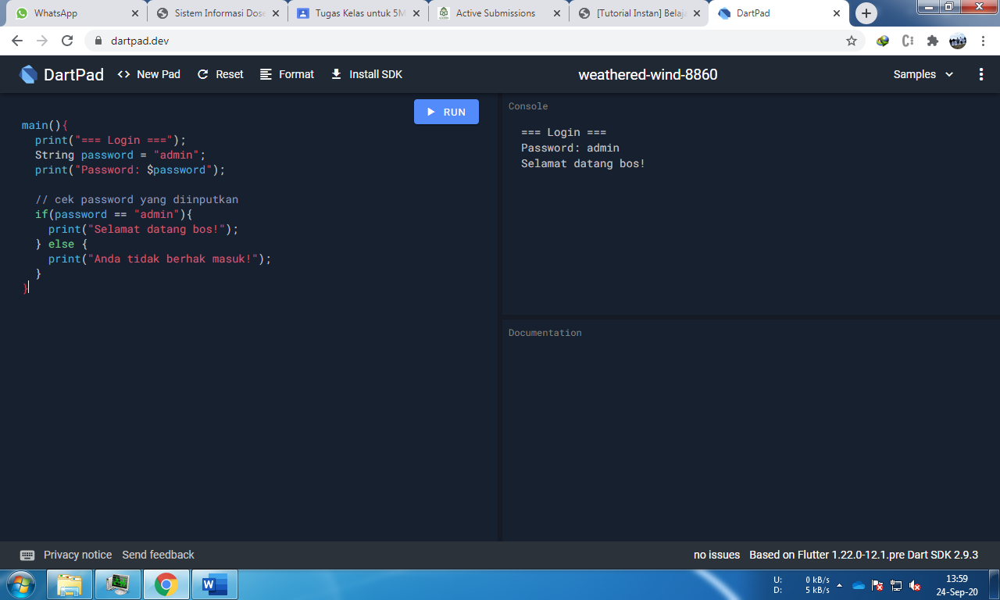 WhatsApp
Sistem Informasi Dose
Tugas Kelas untuk 5M
Active Submissions
[Tutorial Instan] Belaja
DartPad
dartpad.dev
DartPad
<> New Pad
Reset
Format
Install SDK
weathered-wind-8860
Samples
RUN
main(){
  print("=== Login ===");
  String password = "admin";
  print("Password: $password");

  // cek password yang diinputkan
  if(password == "admin"){
    print("Selamat datang bos!");
  } else {
    print("Anda tidak berhak masuk!");
  }
}
Console
=== Login ===
Password: admin
Selamat datang bos!
Documentation
Privacy notice
Send feedback
no issues
Based on Flutter 1.22.0-12.1.pre Dart SDK 2.9.3
U: 0 kB/s
D: 5 kB/s
13:59
24-Sep-20